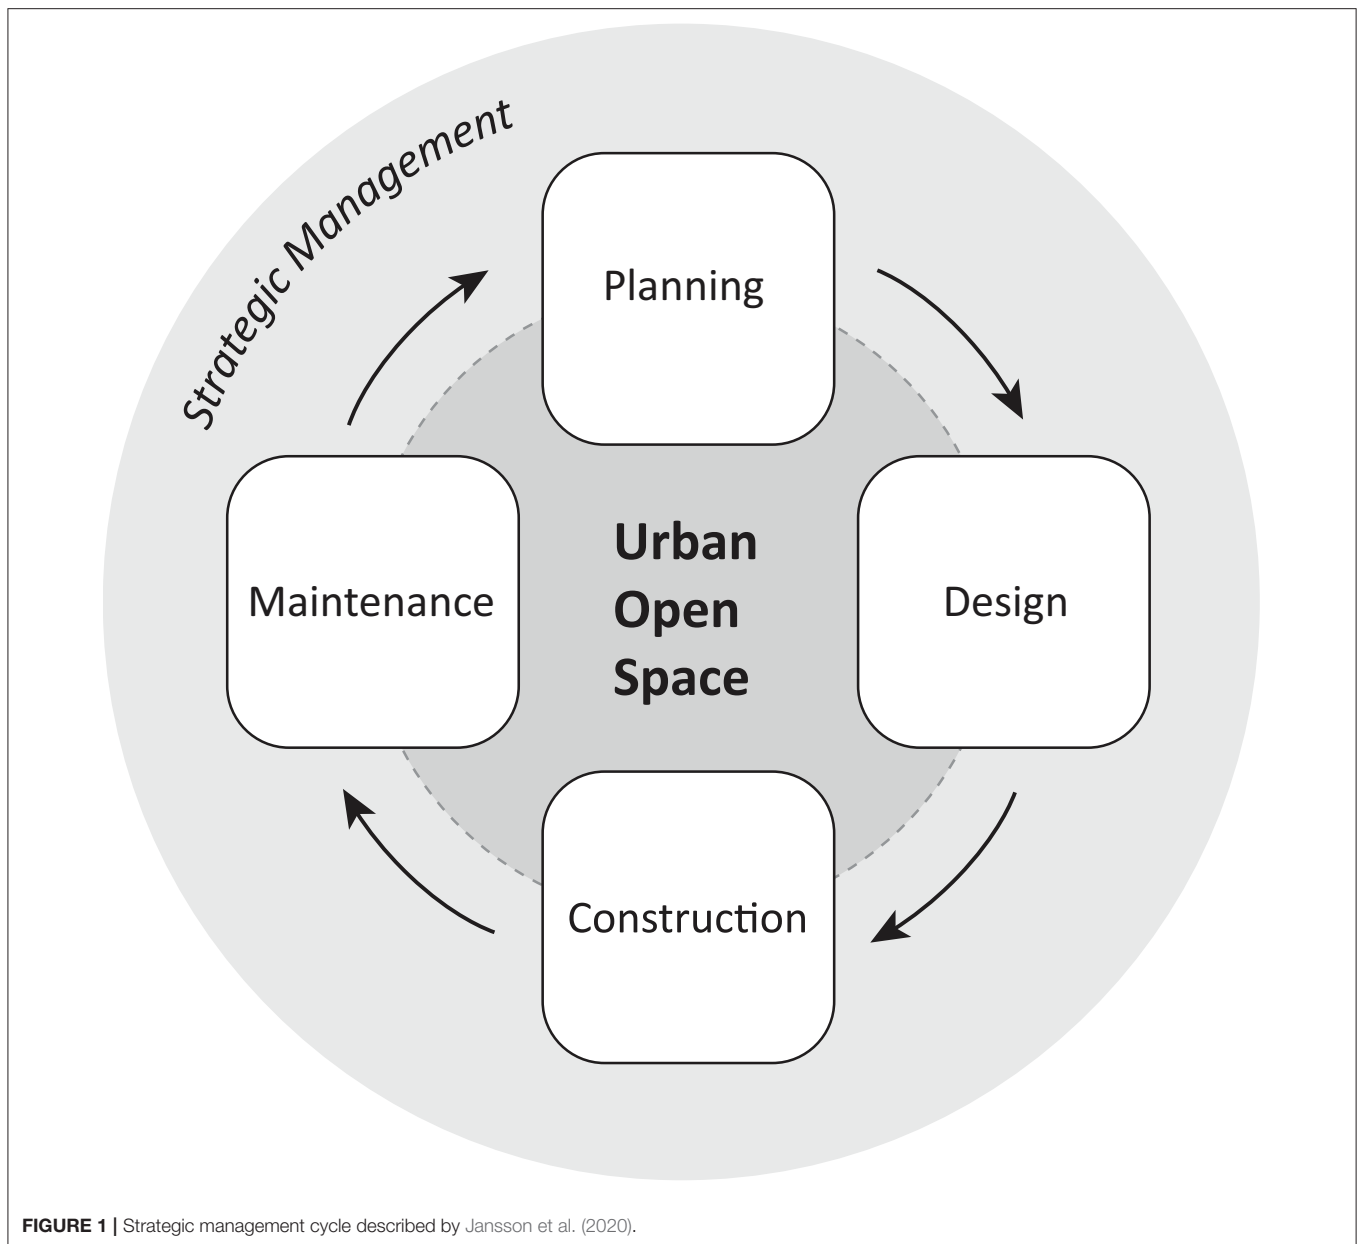 Strategic Management
Planning
Maintenance
Urban
Open
Space
Design
Construction
FIGURE 1 | Strategic management cycle described by Jansson et al. (2020).